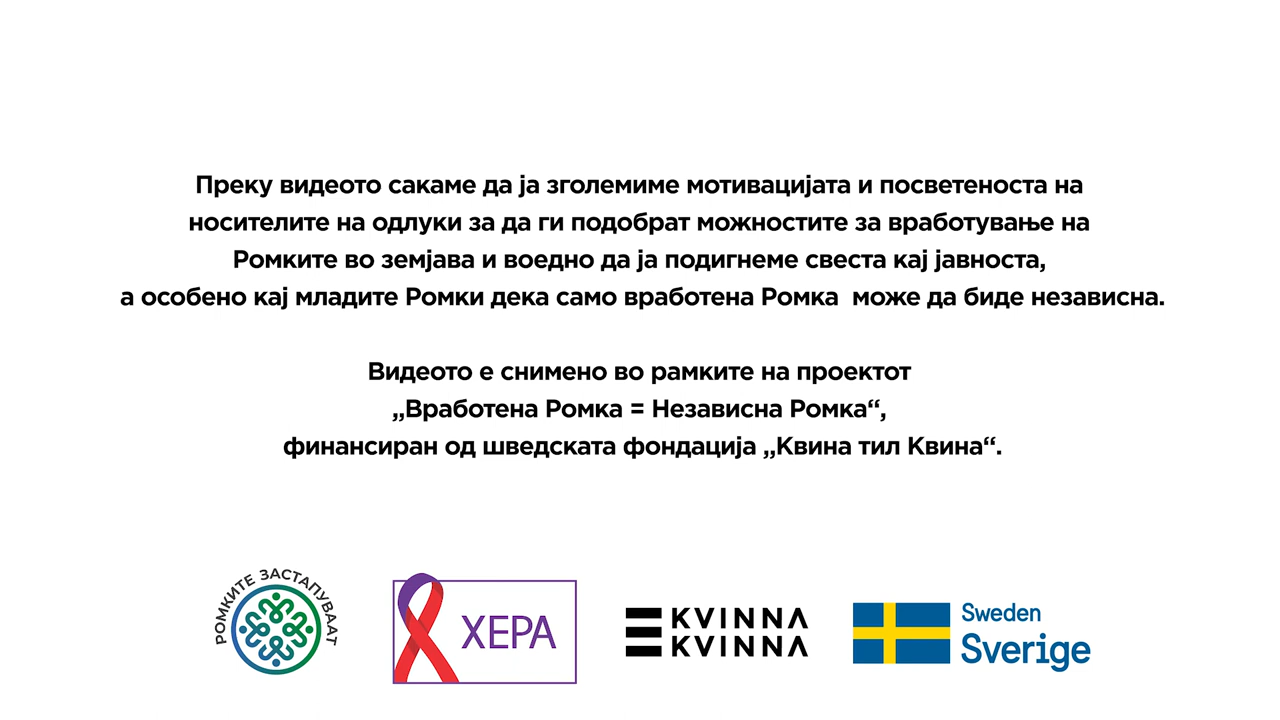 Преку видеото сакаме да ја зголемиме мотивацијата и посветеноста на
носителите на одлуки за да ги подобрат можностите за вработување на
Ромките во земјава и воедно да ја подигнеме свеста кај јавноста,
а особено кај младите Ромки дека само вработена Ромка  може да биде независна.
Видеото е снимено во рамките на проектот
„Вработена Ромка = Независна Ромка“,
финансиран од шведската фондација „Квина тил Квина“.
РОМКИТЕ ЗАСТАПУВААТ
ХЕРА
KVINNA
KVINNA
Sweden
Sverige